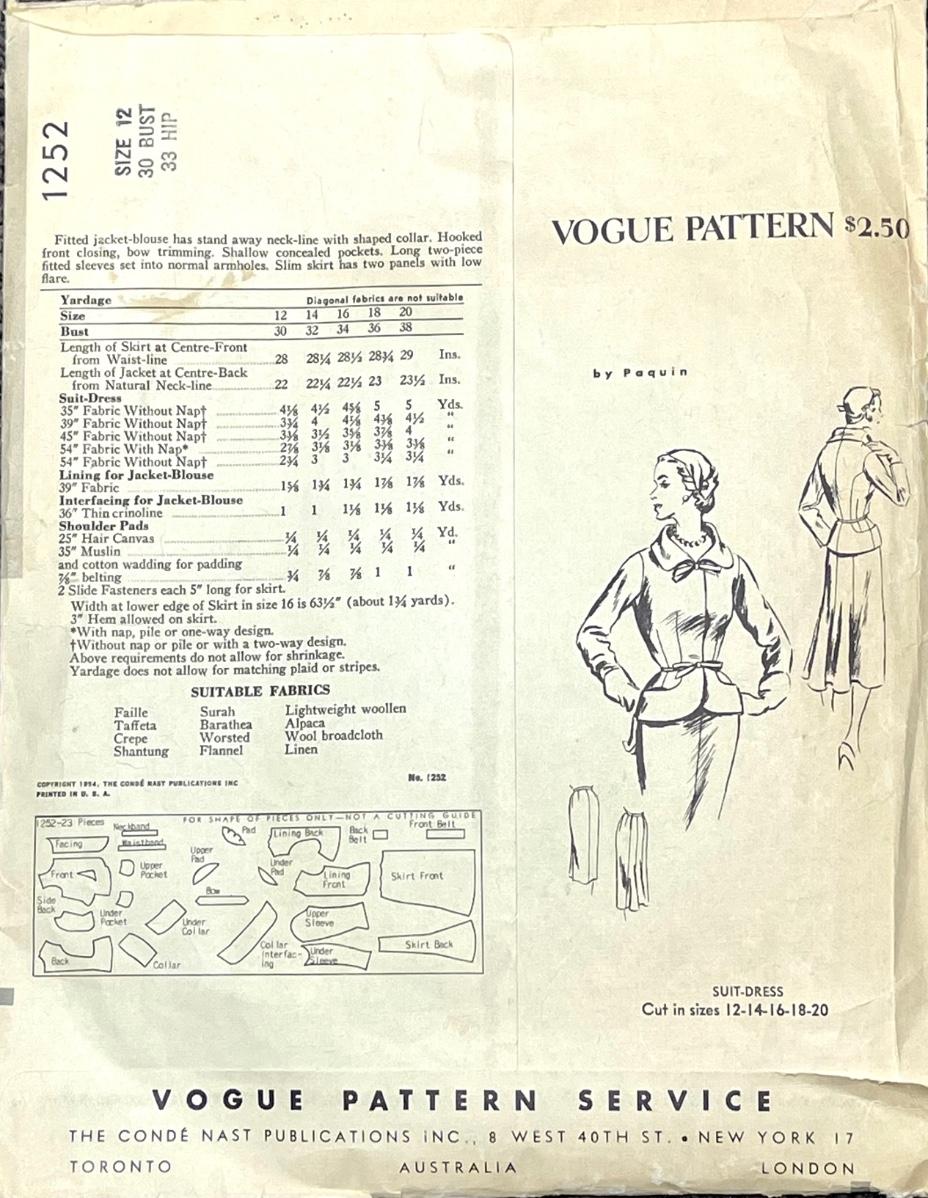 1252
SIZE 12
30 BUST
33 HIP
Fitted jacket-blouse has stand away neck-line with shaped collar. Hooked
front closing, bow trimming. Shallow concealed pockets. Long two-piece
fitted sleeves set into normal armholes. Slim skirt has two panels with low
flare.
Yardage Diagonal fabrics are not suitable
Size 12 14 16 18 20
Bust 30 32 34 36 38
Length of Skirt at Centre-Front
from Waist-line 28 28¼ 28½ 28¾ 29 Ins.
Length of Jacket at Centre-Back
from Natural Neck-line 22 22¼ 22½ 23 23½ Ins.
Suit-Dress
35" Fabric Without Nap† 4⅛ 4½ 4⅝ 5 5 Yds.
39" Fabric Without Nap† 3¾ 4 4⅛ 4⅜ 4½ "
45" Fabric Without Nap† 3⅜ 3½ 3⅝ 3⅞ 4 "
54" Fabric With Nap* 2⅞ 3⅛ 3⅛ 3⅜ 3⅜ "
54" Fabric Without Nap† 2¾ 3 3 3¼ 3¼
Lining for Jacket-Blouse
39" Fabric 1⅝ 1¾ 1¾ 1⅞ 1⅞ Yds.
Interfacing for Jacket-Blouse
36" Thin crinoline 1 1 1⅛ 1⅛ 1⅛ Yds.
Shoulder Pads
25" Hair Canvas ¼ ¼ ¼ ¼ ¼ Yd.
35" Muslin ¼ ¼ ¼ ¼ ¼ "
and cotton wadding for padding
⅞" belting ¾ ⅞ ⅞ 1 1 "
2 Slide Fasteners each 5" long for skirt.
Width at lower edge of Skirt in size 16 is 63½" (about 1¾ yards).
3" Hem allowed on skirt.
*With nap, pile or one-way design.
†Without nap or pile or with a two-way design.
Above requirements do not allow for shrinkage.
Yardage does not allow for matching plaid or stripes.
SUITABLE FABRICS
Faille Surah Lightweight woollen
Taffeta Barathea Alpaca
Crepe Worsted Wool broadcloth
Shantung Flannel Linen
COPYRIGHT 1954, THE CONDÉ NAST PUBLICATIONS INC No. 1252
PRINTED IN U. S. A.
1252-23 Pieces FOR SHAPE OF PIECES ONLY—NOT A CUTTING GUIDE
Neckband
Waistband
Facing
Pad
Lining Back
Back
Belt
Front Belt
Front
Upper
Pocket
Upper
Pad
Under
Pad
Lining
Front
Skirt Front
Side
Back
Under
Pocket
Bow
Under
Collar
Upper
Sleeve
Back
Collar
Collar
Interfac-
ing
Under
Sleeve
Skirt Back
VOGUE PATTERN $2.50
by Paquin
SUIT-DRESS
Cut in sizes 12-14-16-18-20
VOGUE PATTERN SERVICE
THE CONDÉ NAST PUBLICATIONS INC., 8 WEST 40TH ST. • NEW YORK 17
TORONTO AUSTRALIA LONDON